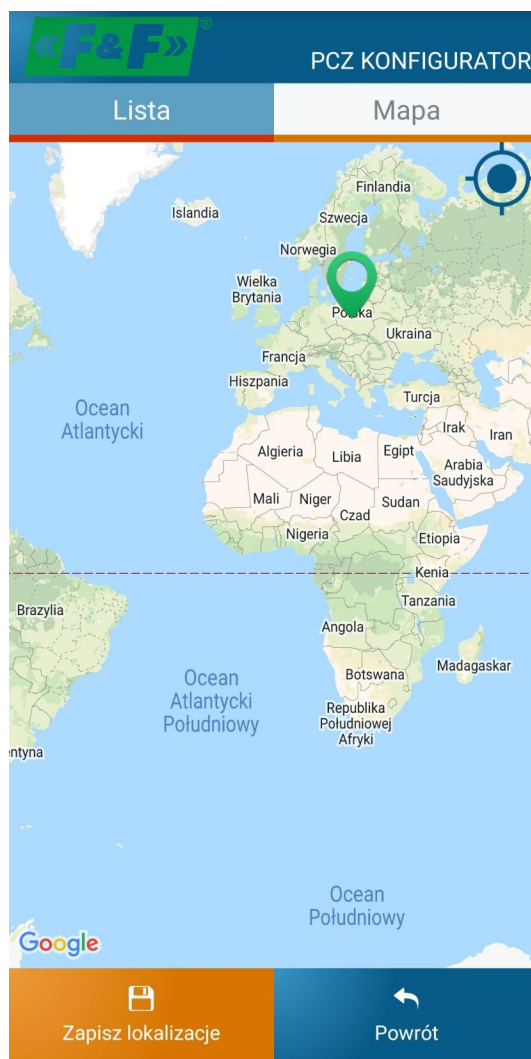 «F&F»®
PCZ KONFIGURATOR
Lista
Mapa
Finlandia
Islandia
Szwecja
Norwegia
Wielka
Brytania
Polska
Ukraina
Francja
Hiszpania
Turcja
Ocean
Atlantycki
Irak
Iran
Algieria
Libia
Egipt
Arabia
Saudyjska
Mali
Niger
Sudan
Czad
Nigeria
Etiopia
Kenia
Brazylia
Tanzania
Angola
Ocean
Atlantycki
Południowy
Botswana
Madagaskar
Republika
Południowej
Afryki
entyna
Ocean
Południowy
Google
Zapisz lokalizacje
Powrót